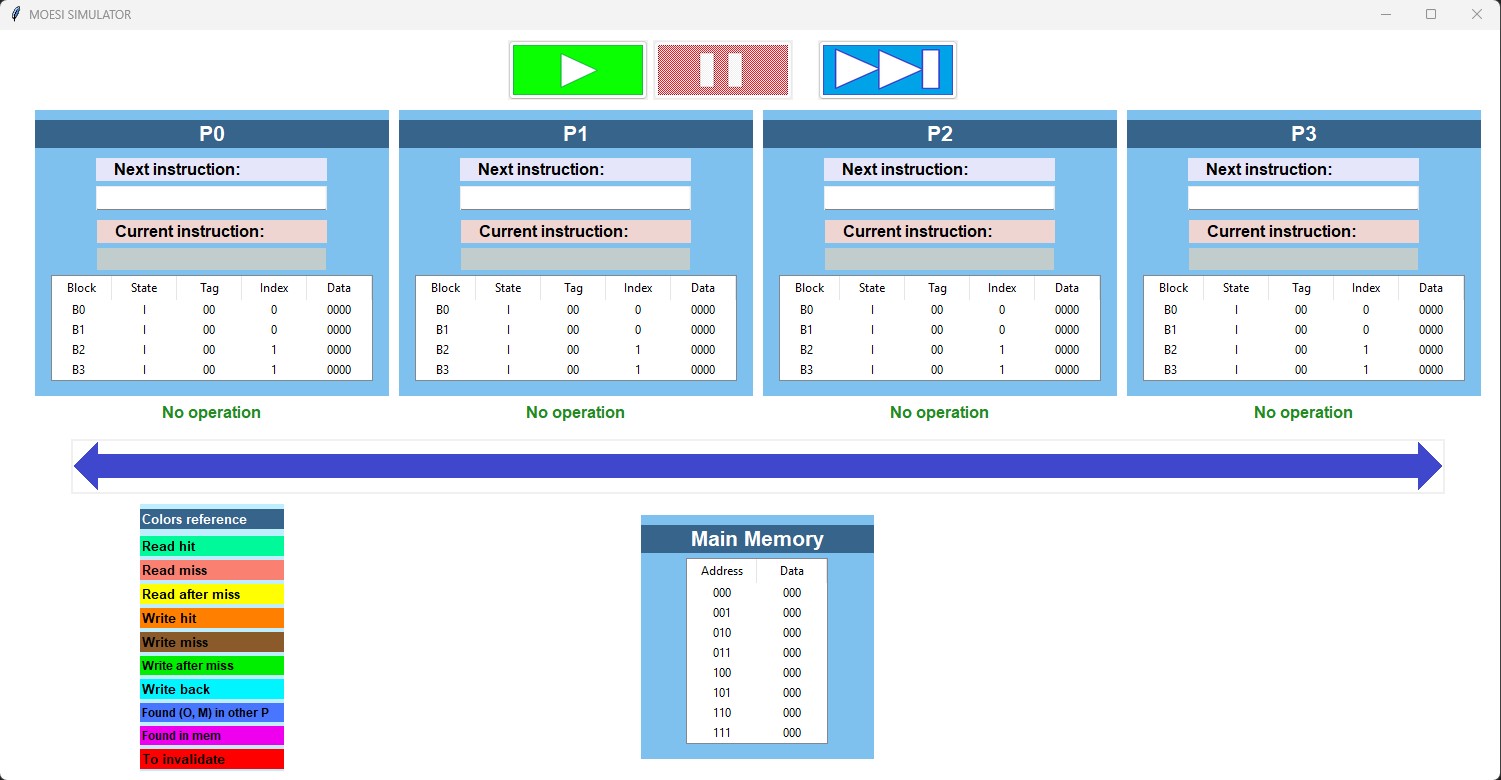 MOESI SIMULATOR
P0 P1 P2 P3
Next instruction: Next instruction: Next instruction: Next instruction:
Current instruction: Current instruction: Current instruction: Current instruction:
Block State Tag Index Data Block State Tag Index Data Block State Tag Index Data Block State Tag Index Data
B0 I 00 0 0000 B0 I 00 0 0000 B0 I 00 0 0000 B0 I 00 0 0000
B1 I 00 0 0000 B1 I 00 0 0000 B1 I 00 0 0000 B1 I 00 0 0000
B2 I 00 1 0000 B2 I 00 1 0000 B2 I 00 1 0000 B2 I 00 1 0000
B3 I 00 1 0000 B3 I 00 1 0000 B3 I 00 1 0000 B3 I 00 1 0000
No operation No operation No operation No operation
Colors reference
Read hit
Read miss
Read after miss
Write hit
Write miss
Write after miss
Write back
Found (O, M) in other P
Found in mem
To invalidate
Main Memory
Address Data
000 000
001 000
010 000
011 000
100 000
101 000
110 000
111 000